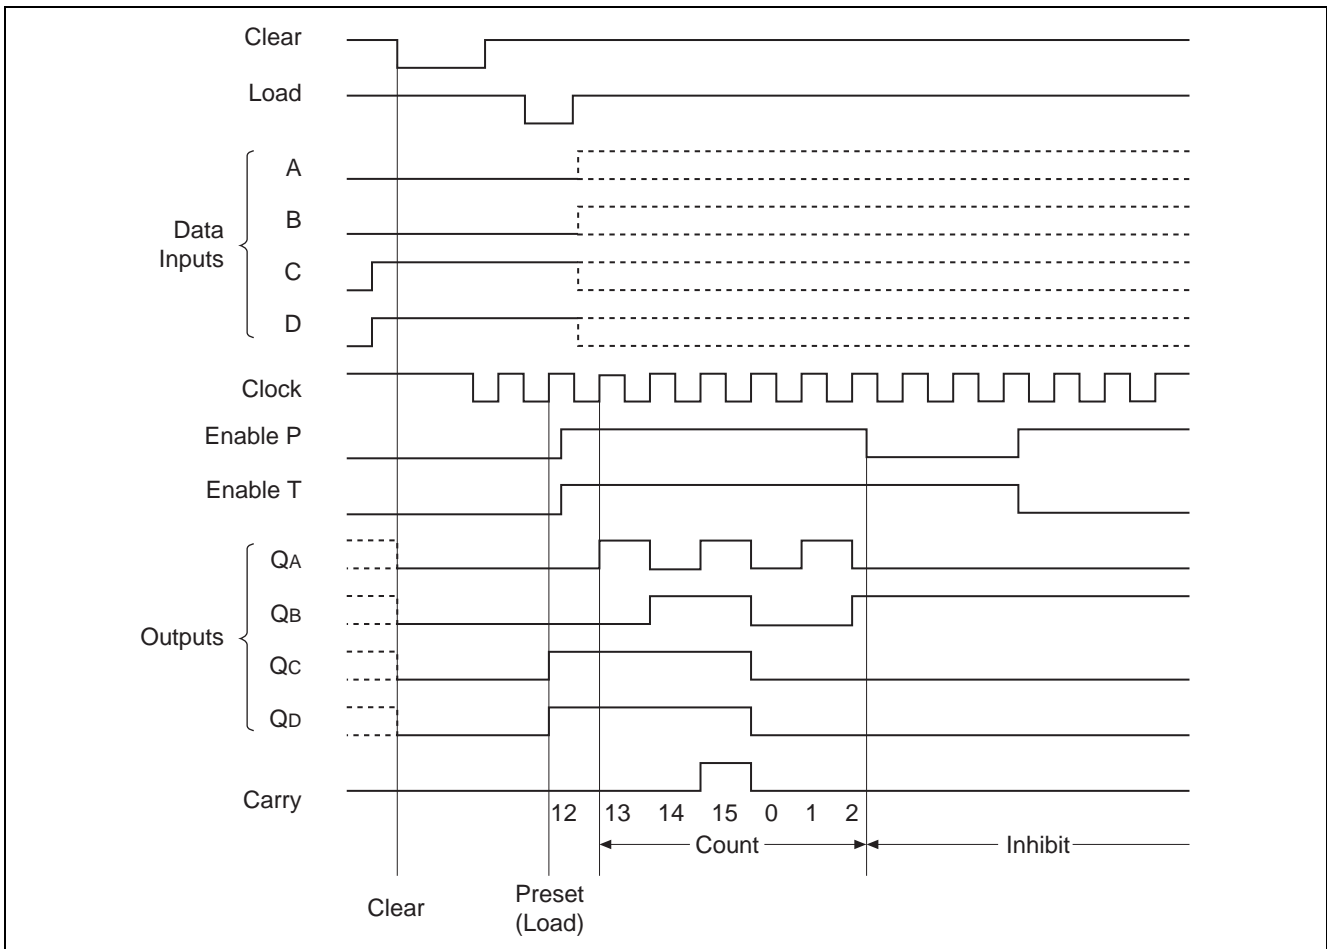 Clear
Load
A
B
Data
Inputs
C
D
Clock
Enable P
Enable T
QA
QB
Outputs
QC
QD
Carry
12 13 14 15 0 1 2
Count
Inhibit
Clear
Preset
(Load)